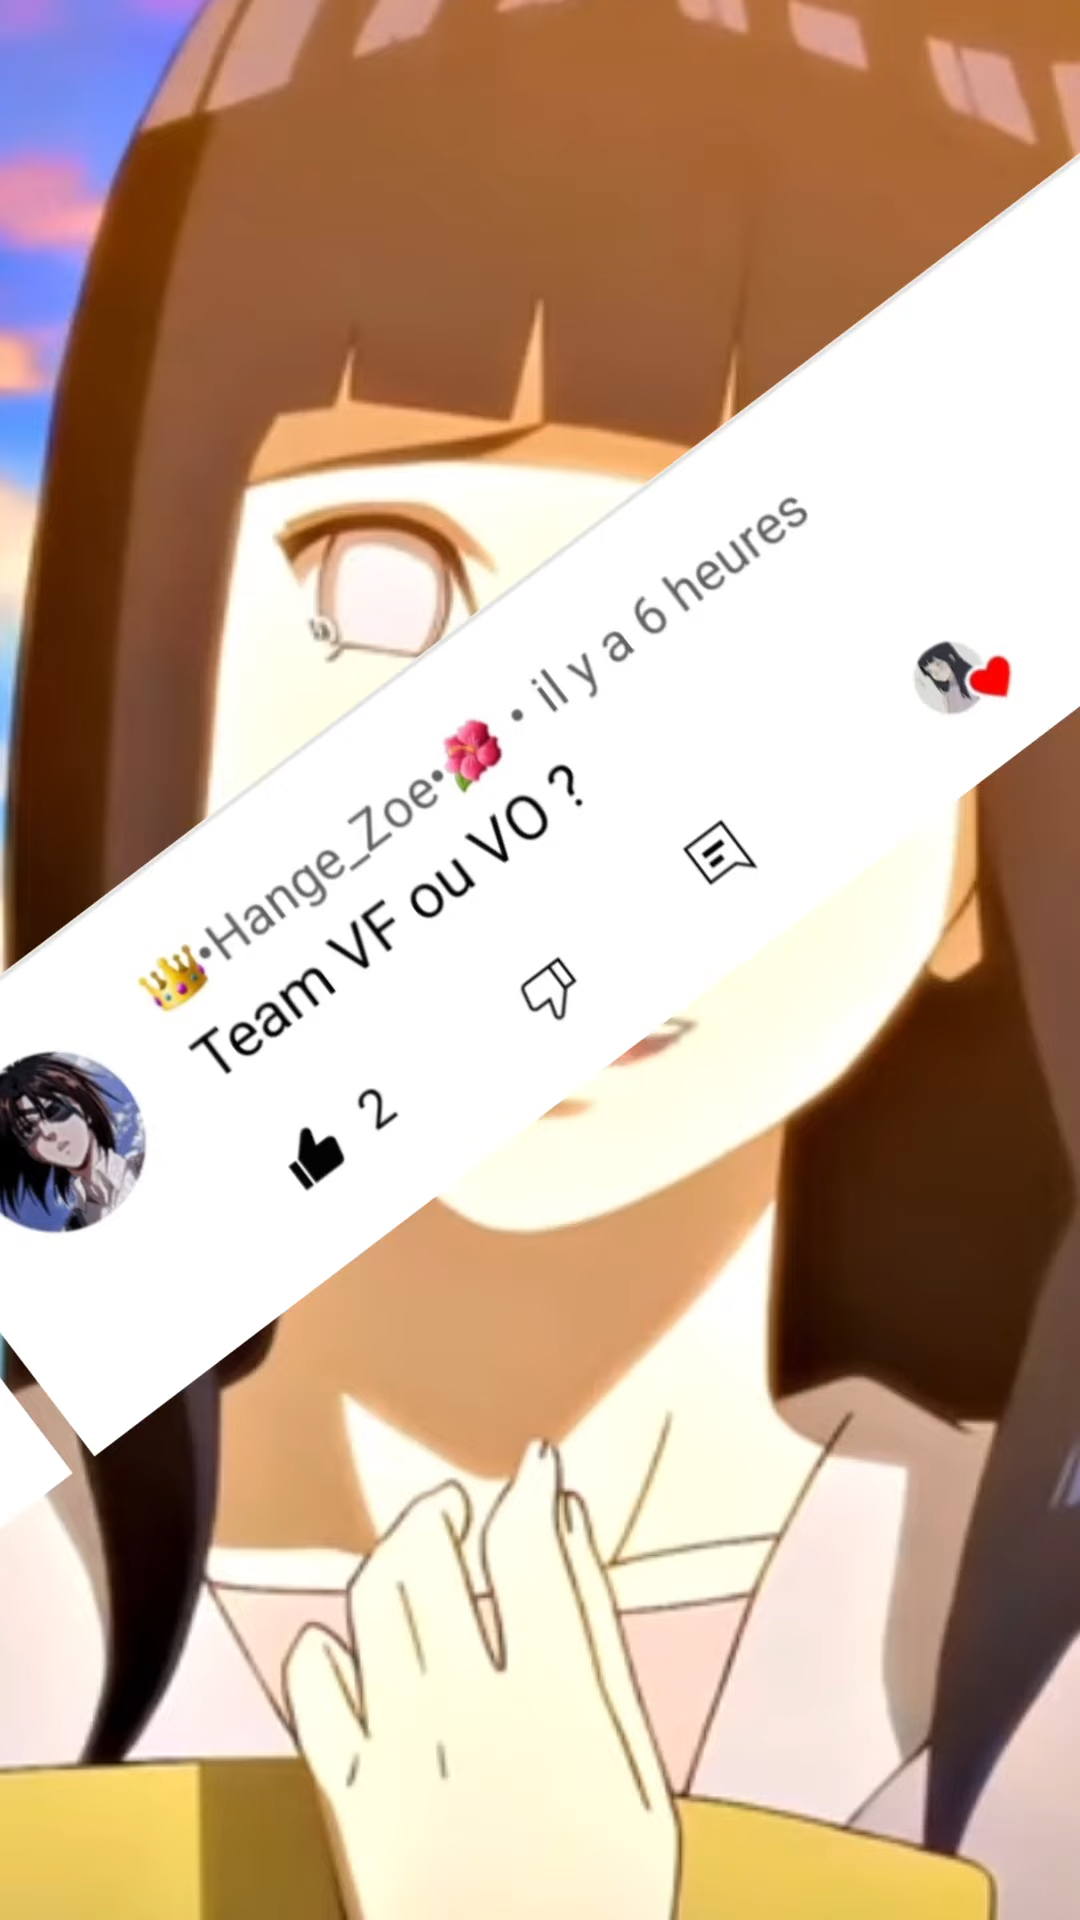 👑•Hange_Zoe•🌺 • il y a 6 heures
Team VF ou VO ?
2